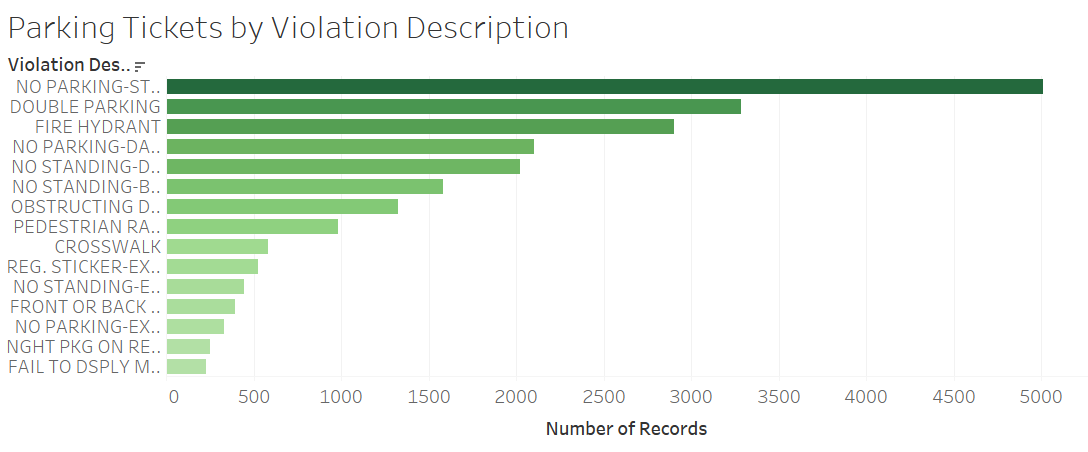 Parking Tickets by Violation Description
Violation Des..
NO PARKING-ST..
DOUBLE PARKING
FIRE HYDRANT
NO PARKING-DA..
NO STANDING-D..
NO STANDING-B..
OBSTRUCTING D..
PEDESTRIAN RA..
CROSSWALK
REG. STICKER-EX..
NO STANDING-E..
FRONT OR BACK ..
NO PARKING-EX..
NGHT PKG ON RE..
FAIL TO DSPLY M..
0 500 1000 1500 2000 2500 3000 3500 4000 4500 5000
Number of Records